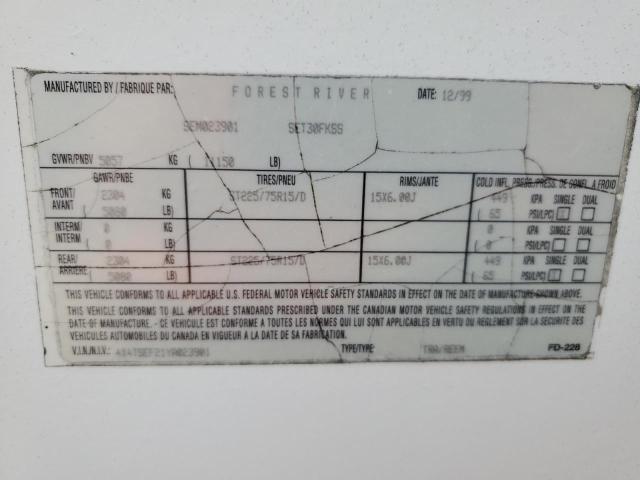 MANUFACTURED BY / FABRIQUE PAR: FOREST RIVER DATE: 12/99
SEM023901 SET30FKSS
GVWR/PNBV 5057 KG ( 11150 LB)
GAWR/PNBE TIRES/PNEU RIMS/JANTE COLD INFL. PRESS./PRESS. DE GONFL. A FROID
FRONT/ 2304 KG ST225/75R15/D 15X6.00J 449 KPA SINGLE DUAL
AVANT ( 5080 LB) ( 65 PSI/LPC)
INTERM/ 0 KG 0 KPA SINGLE DUAL
INTERM ( 0 LB) ( 0 PSI/LPC)
REAR/ 2304 KG ST225/75R15/D 15X6.00J 449 KPA SINGLE DUAL
ARRIERE ( 5080 LB) ( 65 PSI/LPC)
THIS VEHICLE CONFORMS TO ALL APPLICABLE U.S. FEDERAL MOTOR VEHICLE SAFETY STANDARDS IN EFFECT ON THE DATE OF MANUFACTURE SHOWN ABOVE.
THIS VEHICLE CONFORMS TO ALL APPLICABLE STANDARDS PRESCRIBED UNDER THE CANADIAN MOTOR VEHICLE SAFETY REGULATIONS IN EFFECT ON THE
DATE OF MANUFACTURE. - CE VEHICULE EST CONFORME A TOUTES LES NORMES QUI LUI SONT APPLICABLES EN VERTU DU REGLEMENT SUR LA SECURITE DES
VEHICULES AUTOMOBILES DU CANADA EN VIGUEUR A LA DATE DE SA FABRICATION.
V.I.N./N.I.V.: 4X4TSEF21YR023901 TYPE/TYPE: TRA/REEM FD-228